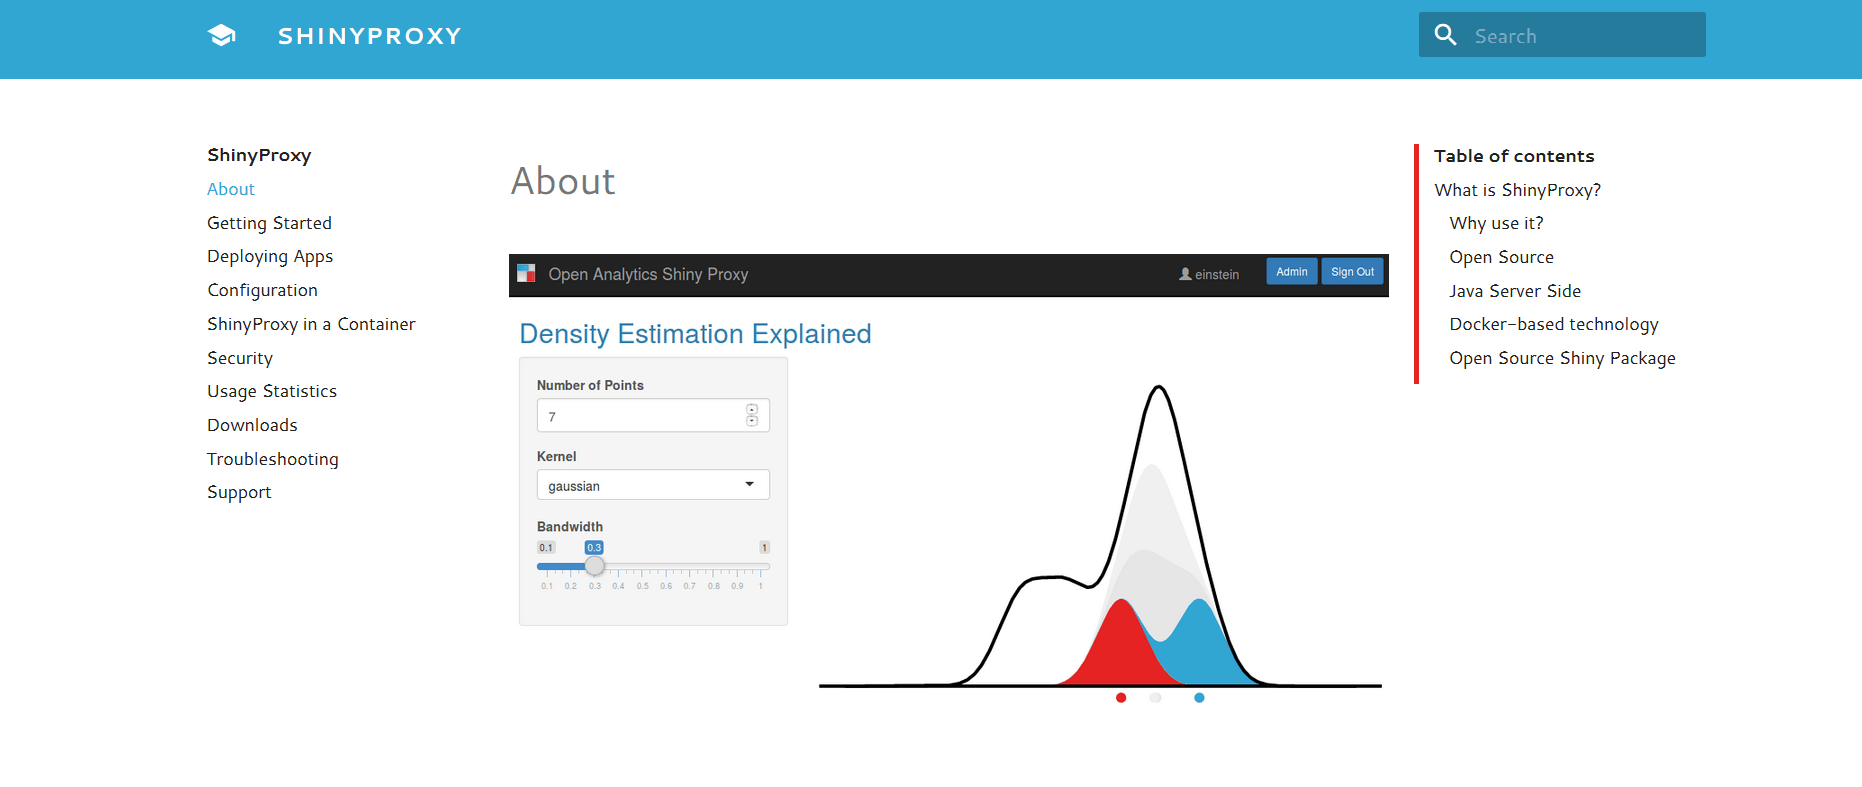 SHINYPROXY
Search
ShinyProxy
About
Getting Started
Deploying Apps
Configuration
ShinyProxy in a Container
Security
Usage Statistics
Downloads
Troubleshooting
Support
About
Open Analytics Shiny Proxy
einstein
Admin
Sign Out
Density Estimation Explained
Number of Points
7
Kernel
gaussian
Bandwidth
0.1 0.3 1
0.1 0.2 0.3 0.4 0.5 0.6 0.7 0.8 0.9 1
Table of contents
What is ShinyProxy?
Why use it?
Open Source
Java Server Side
Docker-based technology
Open Source Shiny Package